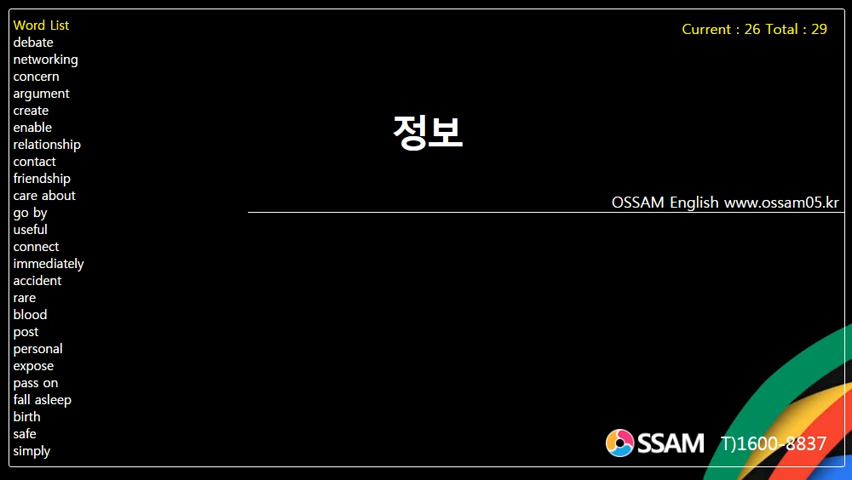 Word List
debate
networking
concern
argument
create
enable
relationship
contact
friendship
care about
go by
useful
connect
immediately
accident
rare
blood
post
personal
expose
pass on
fall asleep
birth
safe
simply
Current : 26 Total : 29
정보
OSSAM English www.ossam05.kr
OSSAM T)1600-8837